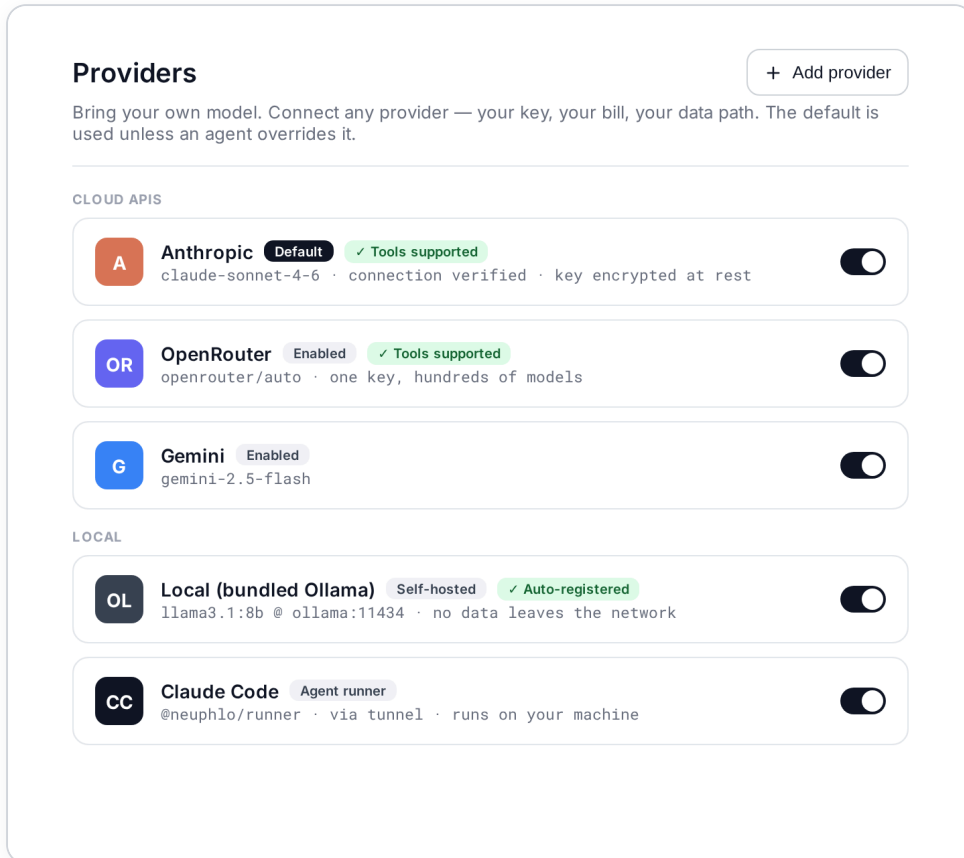 Providers
+ Add provider
Bring your own model. Connect any provider — your key, your bill, your data path. The default is
used unless an agent overrides it.
CLOUD APIS
A
Anthropic Default ✓ Tools supported
claude-sonnet-4-6 · connection verified · key encrypted at rest
OR
OpenRouter Enabled ✓ Tools supported
openrouter/auto · one key, hundreds of models
G
Gemini Enabled
gemini-2.5-flash
LOCAL
OL
Local (bundled Ollama) Self-hosted ✓ Auto-registered
llama3.1:8b @ ollama:11434 · no data leaves the network
CC
Claude Code Agent runner
@neuphlo/runner · via tunnel · runs on your machine